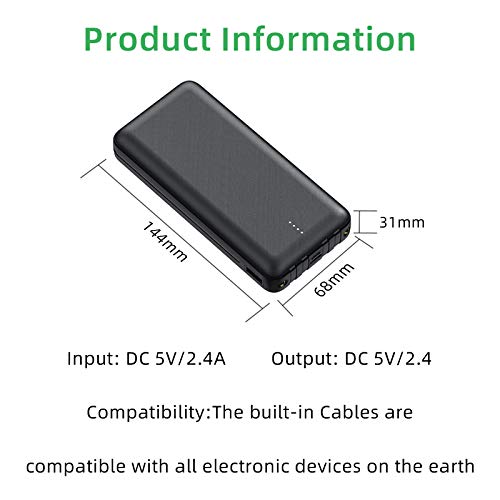 Product Information
31mm
144mm
68mm
Input: DC 5V/2.4A
Output: DC 5V/2.4
Compatibility:The built-in Cables are
compatible with all electronic devices on the earth